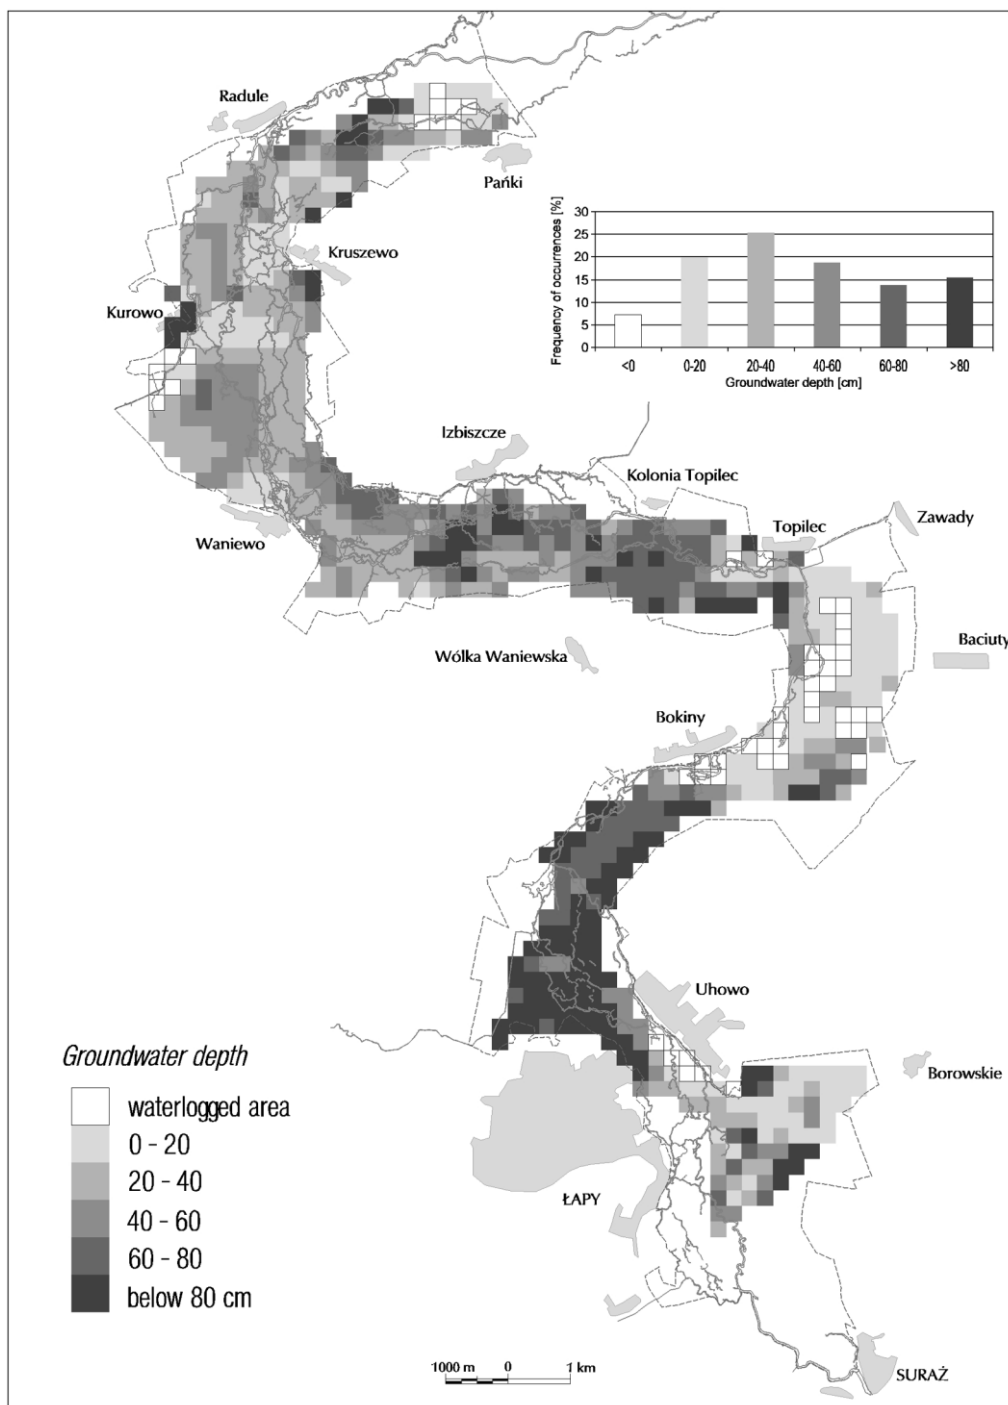 Radule
Pańki
Kruszewo
Kurowo
Frequency of occurrences [%]
30
25
20
15
10
5
0
<0 0-20 20-40 40-60 60-80 >80
Groundwater depth [cm]
Izbiszcze
Kolonia Topilec
Zawady
Topilec
Waniewo
Baciuty
Wólka Waniewska
Bokiny
Uhowo
Borowskie
ŁAPY
SURAŻ
Groundwater depth
waterlogged area
0 - 20
20 - 40
40 - 60
60 - 80
below 80 cm
1000 m 0 1 km